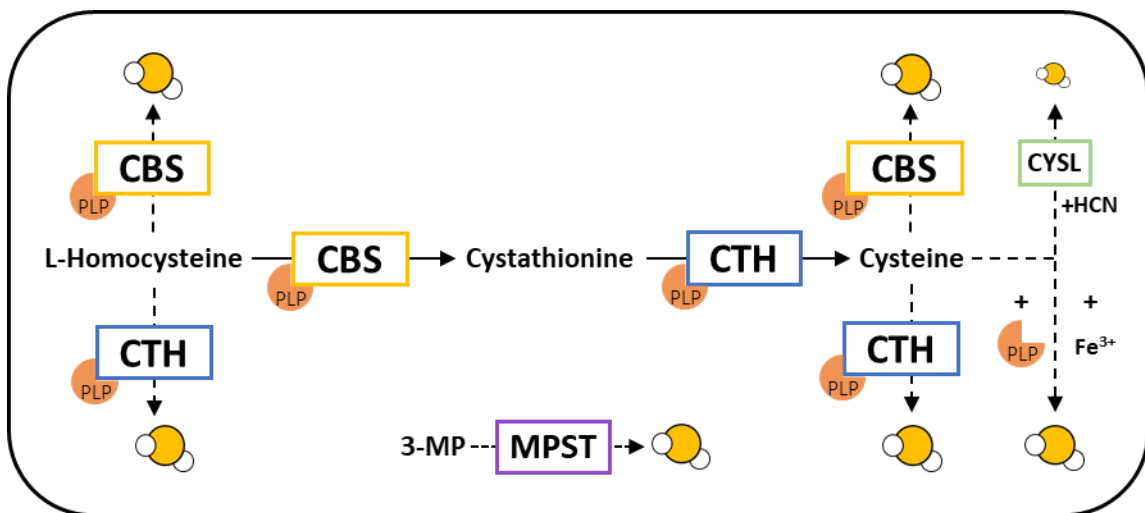 CBS
PLP
CBS
PLP
CYSL
+HCN
L-Homocysteine
CBS
PLP
Cystathionine
CTH
PLP
Cysteine
CTH
PLP
CTH
PLP
+
+
PLP
Fe³⁺
3-MP
MPST